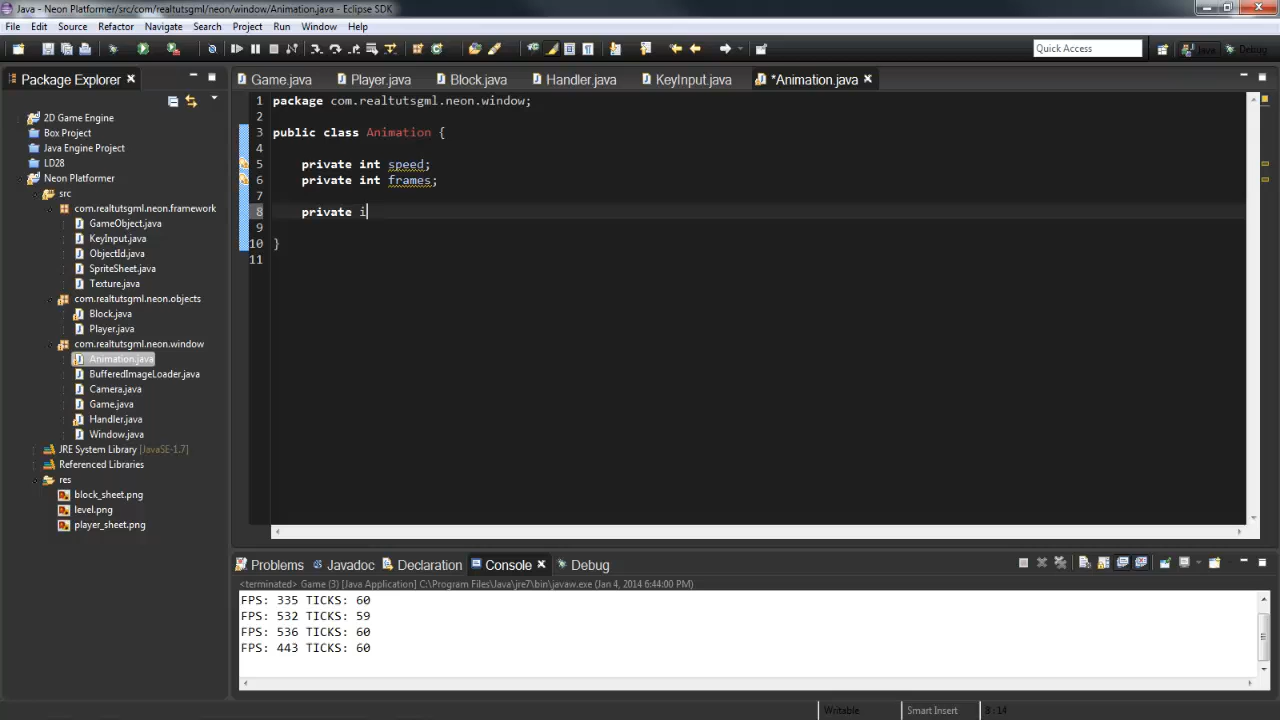 Java - Neon Platformer/src/com/realtutsgml/neon/window/Animation.java - Eclipse SDK
File Edit Source Refactor Navigate Search Project Run Window Help
Quick Access
Java
Debug
Package Explorer
Game.java
Player.java
Block.java
Handler.java
KeyInput.java
*Animation.java
2D Game Engine
Box Project
Java Engine Project
LD28
Neon Platformer
src
com.realtutsgml.neon.framework
GameObject.java
KeyInput.java
ObjectId.java
SpriteSheet.java
Texture.java
com.realtutsgml.neon.objects
Block.java
Player.java
com.realtutsgml.neon.window
Animation.java
BufferedImageLoader.java
Camera.java
Game.java
Handler.java
Window.java
JRE System Library [JavaSE-1.7]
Referenced Libraries
res
block_sheet.png
level.png
player_sheet.png
1 package com.realtutsgml.neon.window;
2
3 public class Animation {
4
5 private int speed;
6 private int frames;
7
8 private i
9
10 }
11
Problems Javadoc Declaration Console Debug
<terminated> Game (3) [Java Application] C:\Program Files\Java\jre7\bin\javaw.exe (Jan 4, 2014 6:44:00 PM)
FPS: 335 TICKS: 60
FPS: 532 TICKS: 59
FPS: 536 TICKS: 60
FPS: 443 TICKS: 60
Writable Smart Insert 8:14